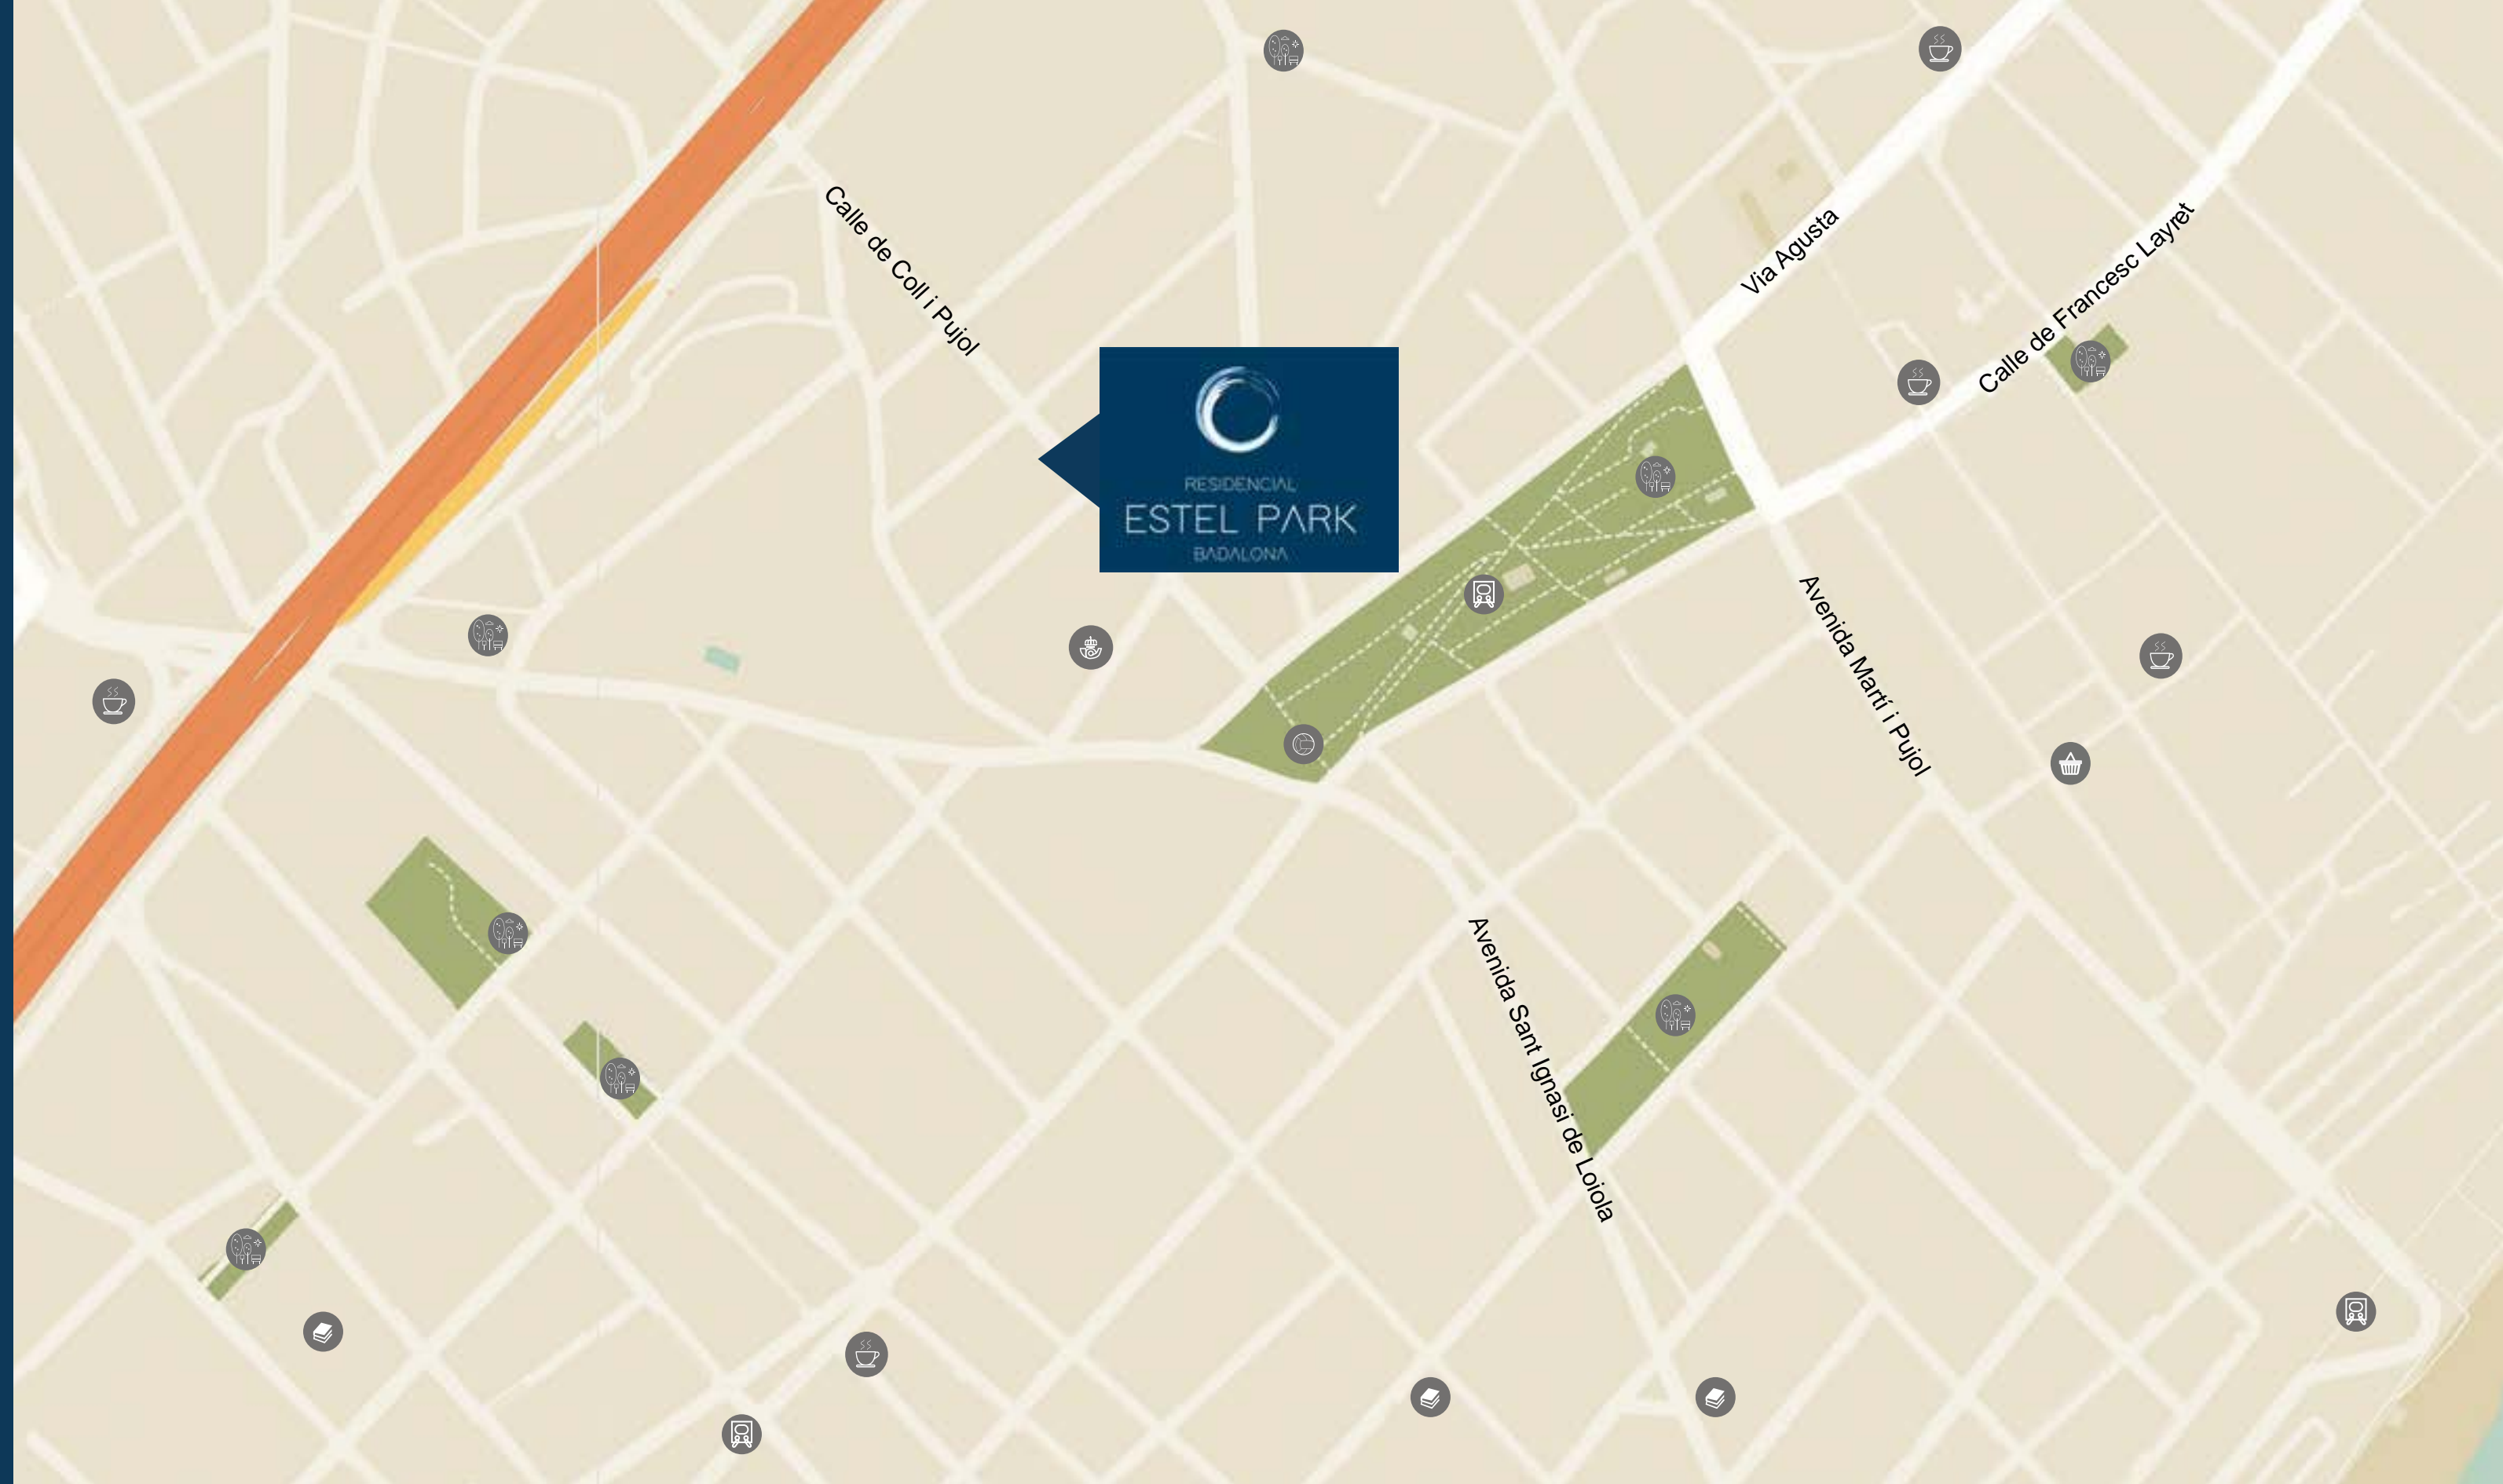 Calle de Coll i Pujol
Via Agusta
Calle de Francesc Layret
RESIDENCIAL
ESTEL PARK
BADALONA
Avenida Martí i Pujol
Avenida Sant Ignasi de Loiola